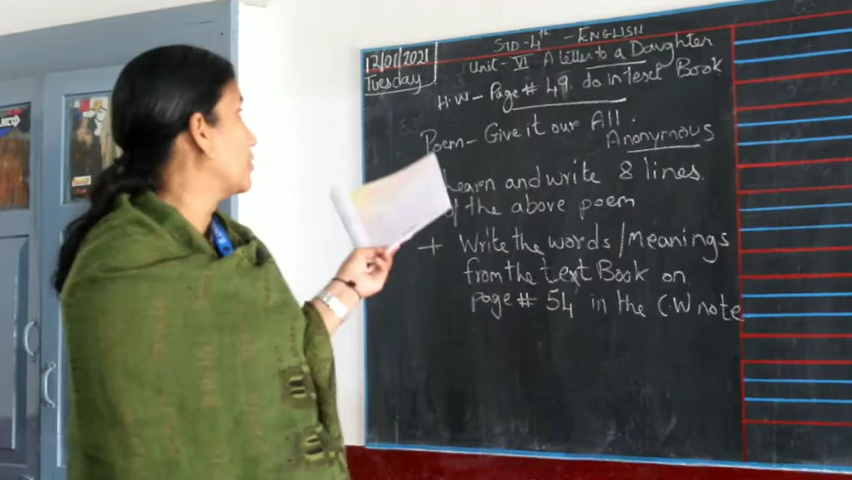 12/01/2021
Tuesday
STD - 4th - ENGLISH
Unit - VI A Letter to a Daughter
H.W - Page # 49. do in text Book
Poem - Give it our All.
Anonymous
Learn and write 8 lines.
of the above poem
+ Write the words/Meanings
from the text Book on
page # 54 in the C.W note